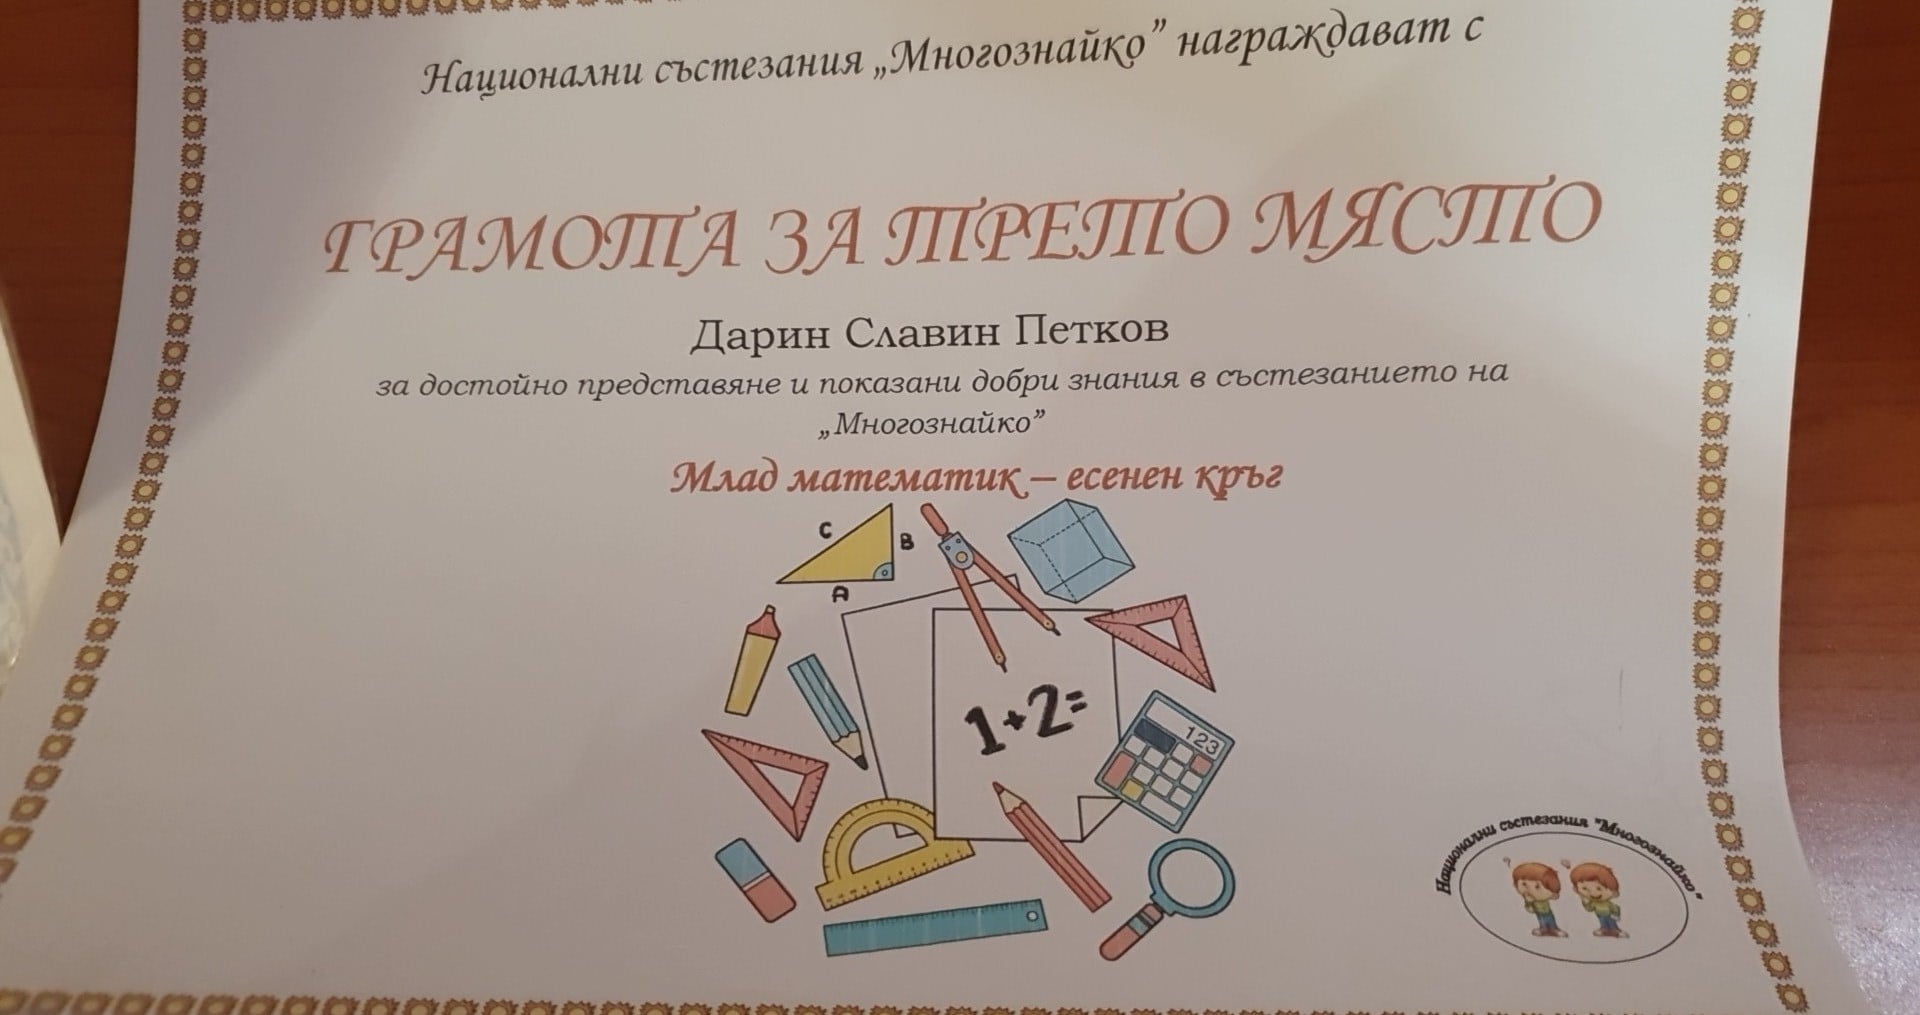 Национални състезания „Многознайко” награждават с
ГРАМОТА ЗА ТРЕТО МЯСТО
Дарин Славин Петков
за достойно представяне и показани добри знания в състезанието на
„Многознайко”
Млад математик – есенен кръг
C
B
A
1+2=
123
Национални състезания "Многознайко"